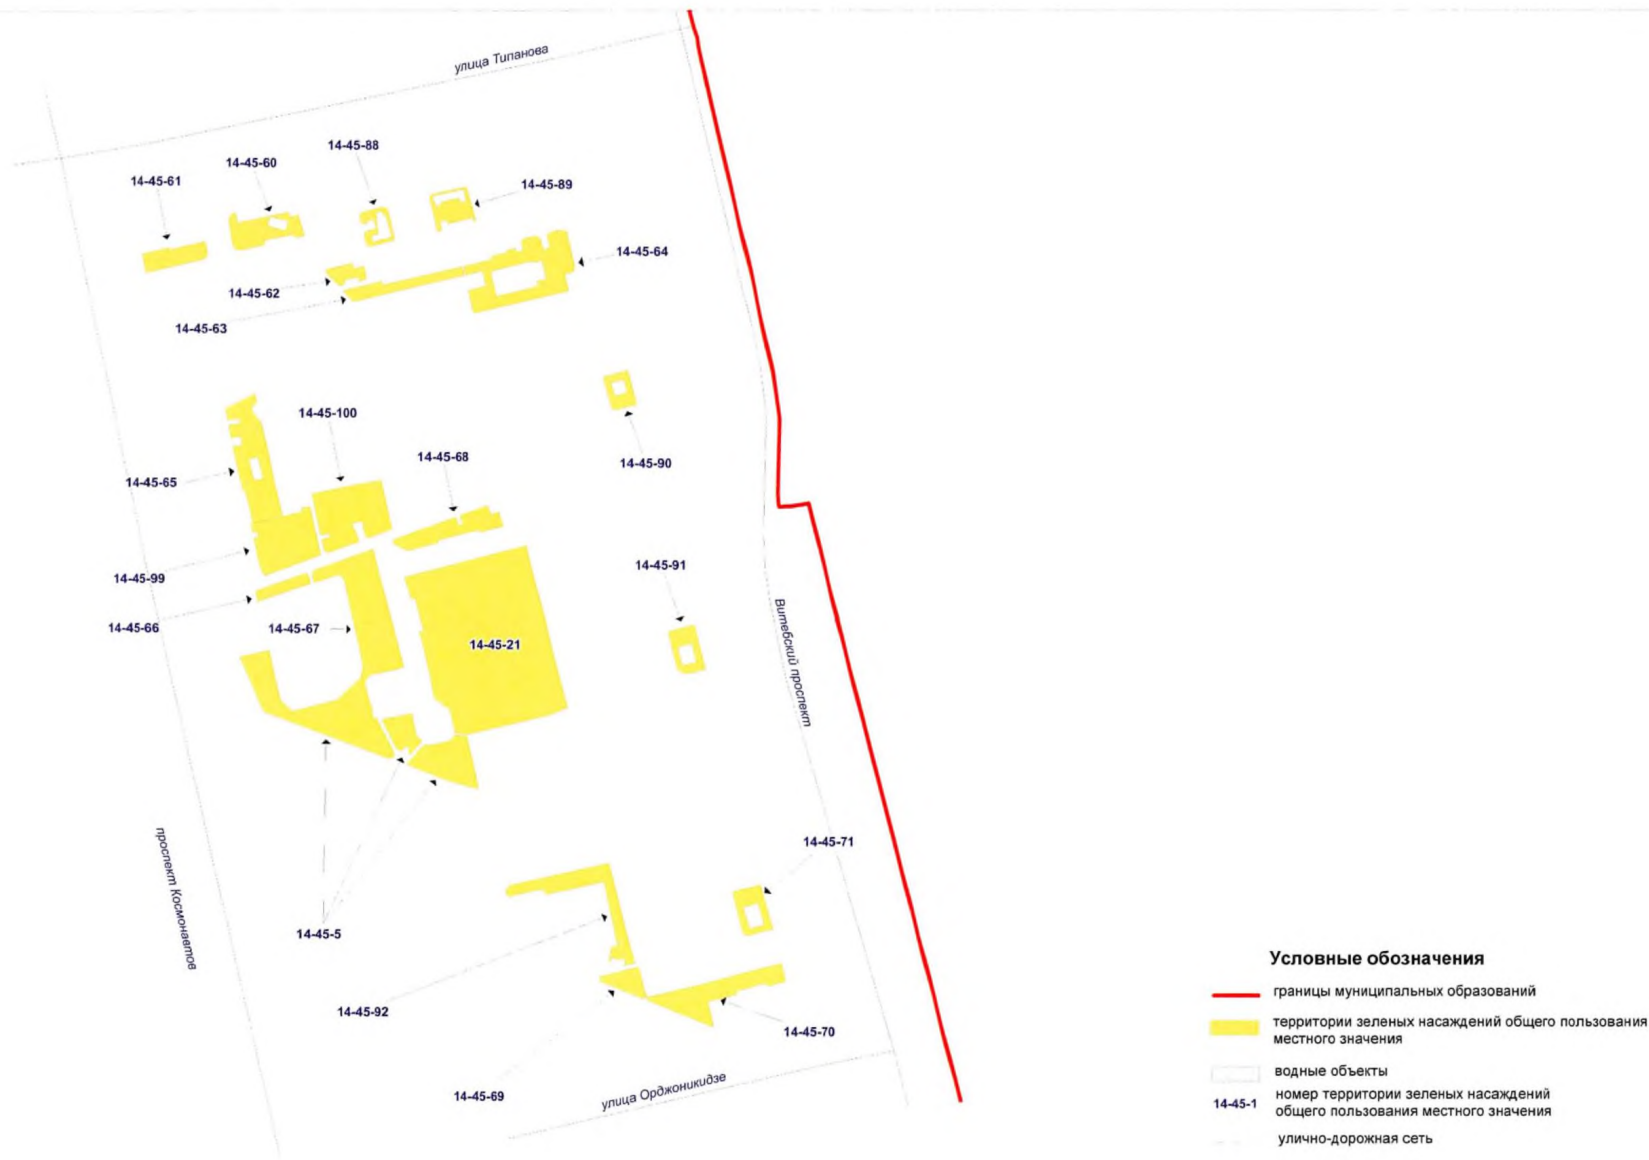 улица Типанова
14-45-88
14-45-60
14-45-61
14-45-89
14-45-64
14-45-62
14-45-63
14-45-100
14-45-68
14-45-90
14-45-65
14-45-91
14-45-99
14-45-66
14-45-67
14-45-21
Витебский проспект
14-45-71
проспект Космонавтов
14-45-5
14-45-92
14-45-70
14-45-69
улица Орджоникидзе
Условные обозначения
границы муниципальных образований
территории зеленых насаждений общего пользования
местного значения
водные объекты
14-45-1
номер территории зеленых насаждений
общего пользования местного значения
улично-дорожная сеть